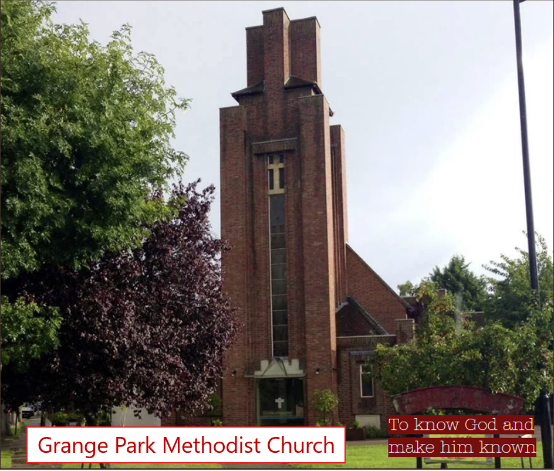 Grange Park Methodist Church
To know God and
make him known